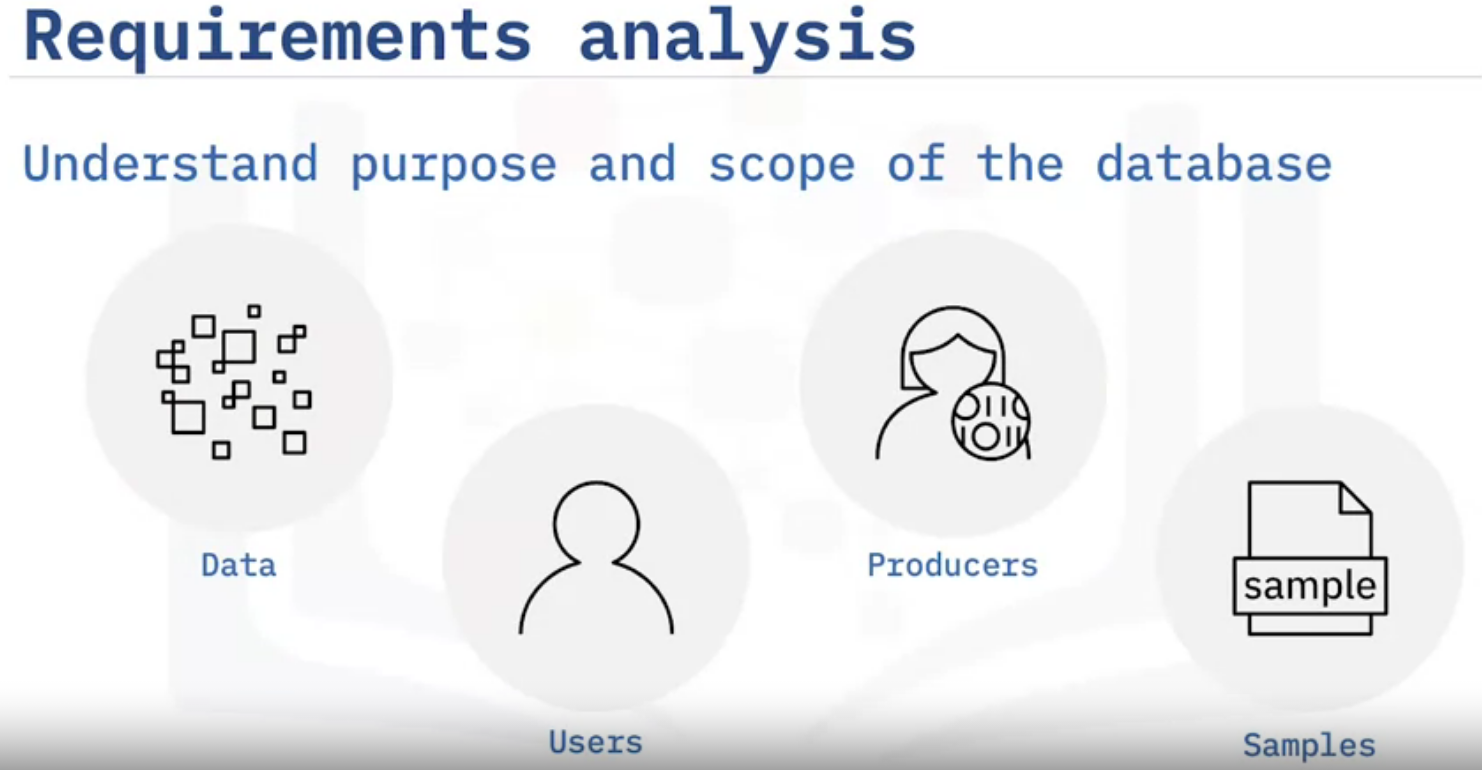 Requirements analysis
Understand purpose and scope of the database
Data
Users
Producers
sample
Samples